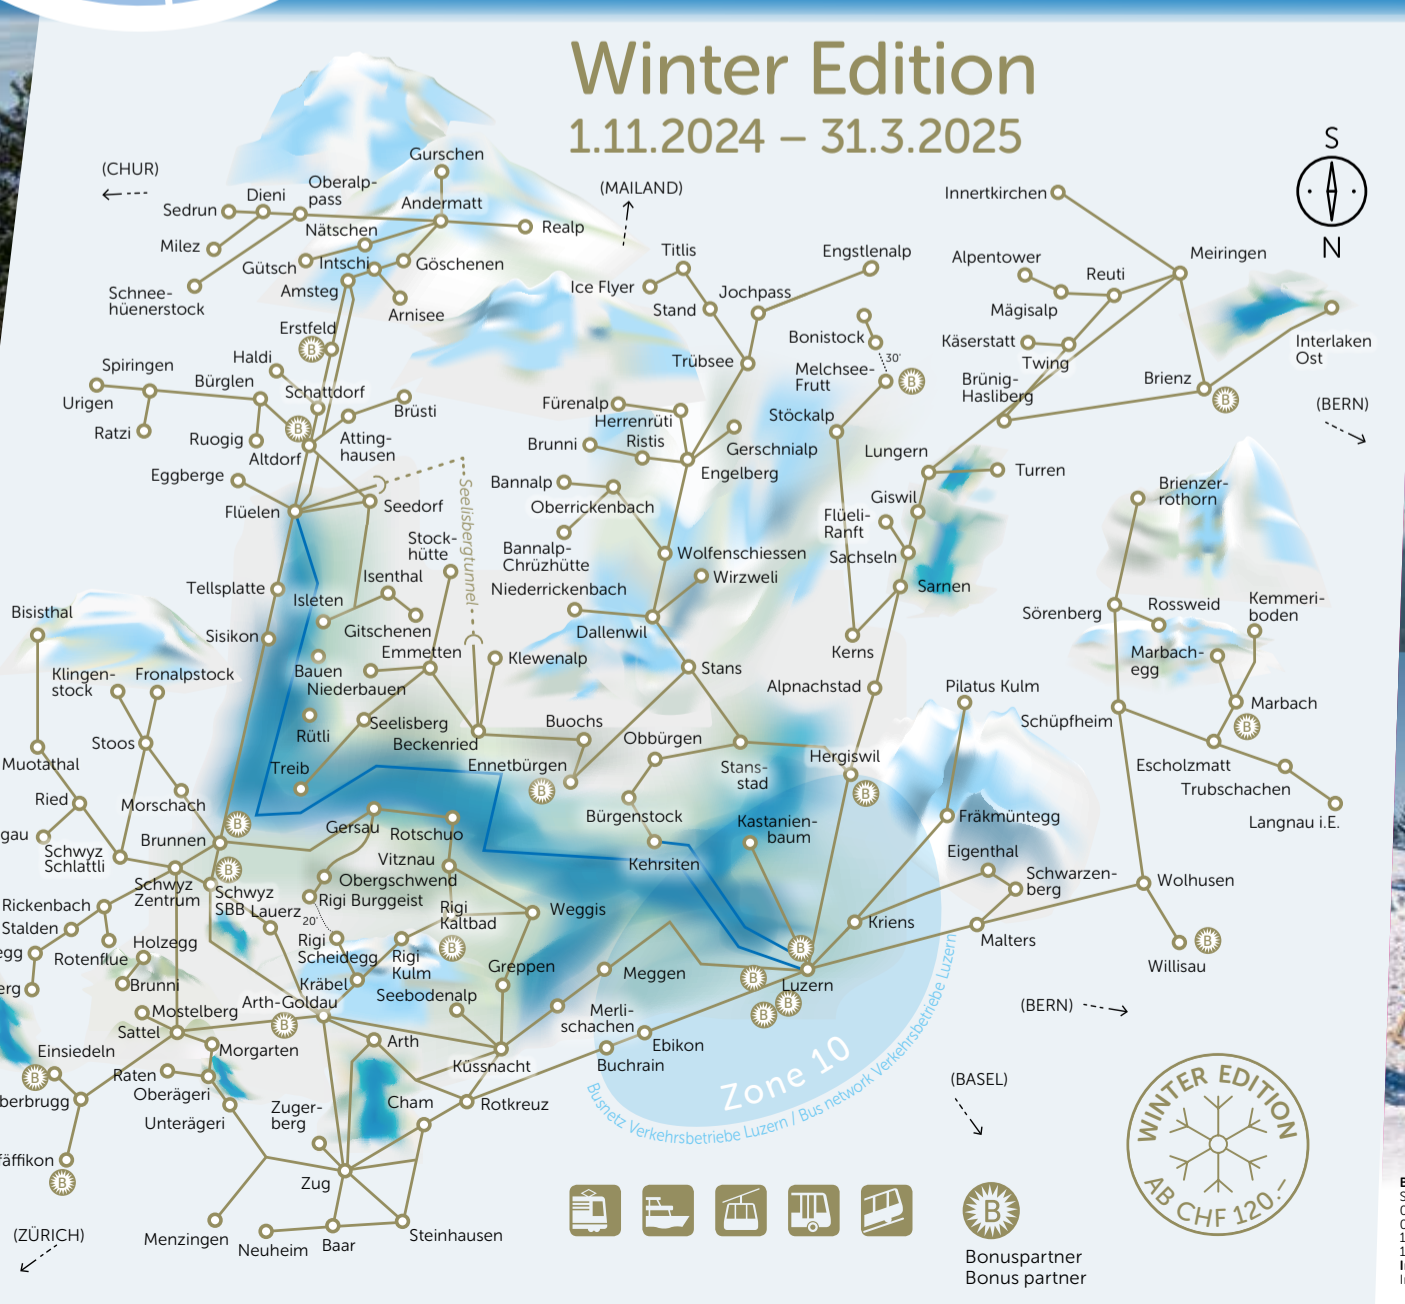 Winter Edition
1.11.2024 – 31.3.2025
S
N
(CHUR)
(MAILAND)
(BERN)
Gurschen
Oberalp-
pass
Dieni
Andermatt
Sedrun
Realp
Nätschen
Milez
Gütsch
Intschi
Göschenen
Schnee-
hüenerstock
Amsteg
Arnisee
Erstfeld
B
Haldi
Spiringen
Bürglen
Schattdorf
Urigen
Brüsti
Ratzi
Ruogig
B
Altdorf
Atting-
hausen
Eggberge
Flüelen
Seedorf
Seelisbergtunnel
Titlis
Ice Flyer
Stand
Jochpass
Engstlenalp
Trübsee
Bonistock
30'
Melchsee-
Frutt
B
Stöckalp
Fürenalp
Herrenrüti
Brunni
Ristis
Gerschnialp
Engelberg
Bannalp
Oberrickenbach
Bannalp-
Chrüzhütte
Wolfenschiessen
Wirzweli
Niederrickenbach
Dallenwil
Stans
Innertkirchen
Alpentower
Reuti
Meiringen
Mägisalp
Käserstatt
Twing
Brünig-
Hasliberg
Interlaken
Ost
Brienz
B
Lungern
Turren
Giswil
Flüeli-
Ranft
Sachseln
Sarnen
Kerns
Alpnachstad
Brienzer-
rothorn
Sörenberg
Rossweid
Kemmeri-
boden
Marbach-
egg
Marbach
B
Schüpfheim
Escholzmatt
Trubschachen
Langnau i.E.
Stock-
hütte
Tellsplatte
Isenthal
Isleten
Bisisthal
Sisikon
Gitschenen
Emmetten
Klewenalp
Bauen
Niederbauen
Klingen-
stock
Fronalpstock
Rütli
Seelisberg
Beckenried
Buochs
Stoos
Ennetbürgen
B
Obbürgen
Stans-
stad
Hergiswil
B
Pilatus Kulm
Muotathal
Treib
Ried
Morschach
Bürgenstock
Kastanien-
baum
Fräkmüntegg
gau
Brunnen
B
Gersau
Rotschuo
Kehrsiten
Eigenthal
Schwyz
Schlattli
Vitznau
Schwarzen-
berg
Wolhusen
B
Schwyz
Zentrum
Schwyz
SBB
Obergschwend
Rigi Burggeist
Rickenbach
Lauerz
20'
Rigi
Kaltbad
B
Weggis
Kriens
Malters
B
Willisau
Stalden
Holzegg
Rigi
Scheidegg
Rigi
Kulm
egg
Rotenflue
Greppen
Meggen
B
B
Luzern
B
B
erg
Brunni
Kräbel
Seebodenalp
Mostelberg
Arth-Goldau
B
Merli-
schachen
(BERN)
Sattel
Arth
Ebikon
Einsiedeln
B
Morgarten
Küssnacht
Buchrain
Zone 10
Busnetz Verkehrsbetriebe Luzern / Bus network Verkehrsbetriebe Luzern
(BASEL)
Raten
Oberägeri
berbrugg
Unterägeri
Zuger-
berg
Cham
Rotkreuz
fäffikon
B
Zug
Menzingen
Neuheim
Baar
Steinhausen
(ZÜRICH)
B
Bonuspartner
Bonus partner
WINTER EDITION
AB CHF 120.–